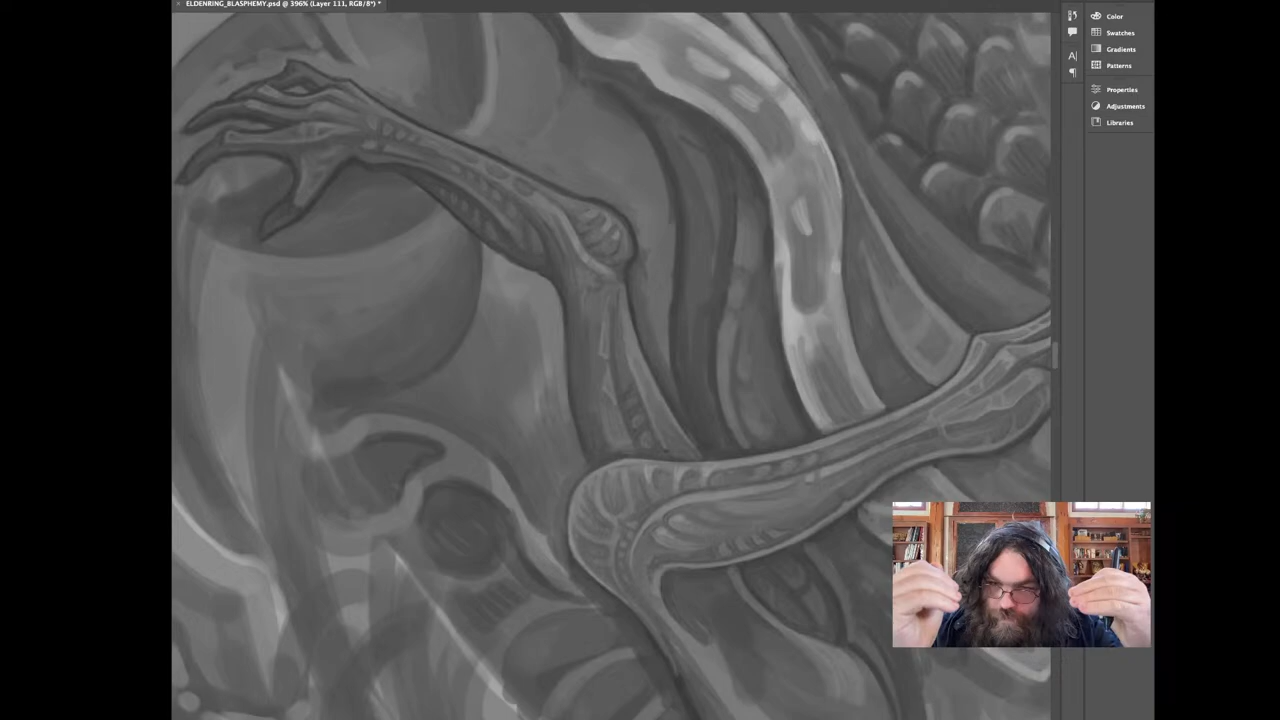 × ELDENRING_BLASPHEMY.psd @ 396% (Layer 111, RGB/8*) *
Color
Swatches
Gradients
Patterns
Properties
Adjustments
Libraries